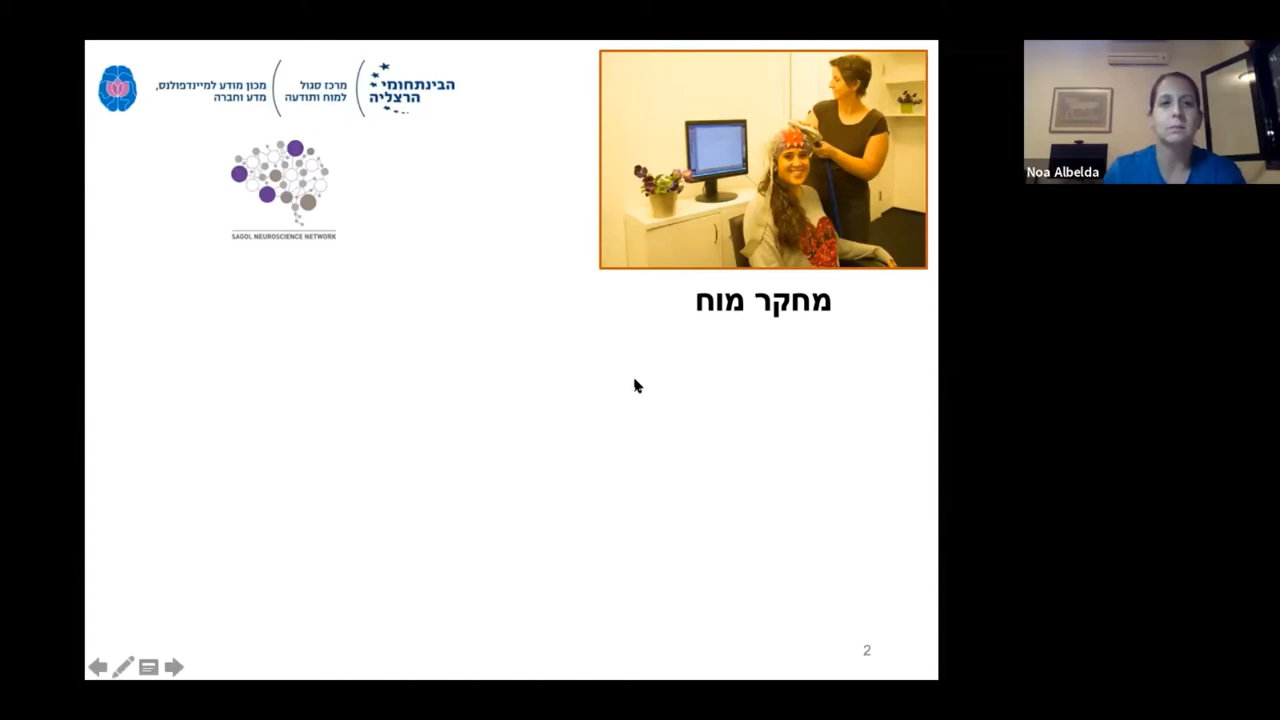 הבינתחומי
הרצליה
מרכז סגול
למוח ותודעה
מכון מודע למיינדפולנס,
מדע וחברה
SAGOL NEUROSCIENCE NETWORK
מחקר מוח
Noa Albelda
2